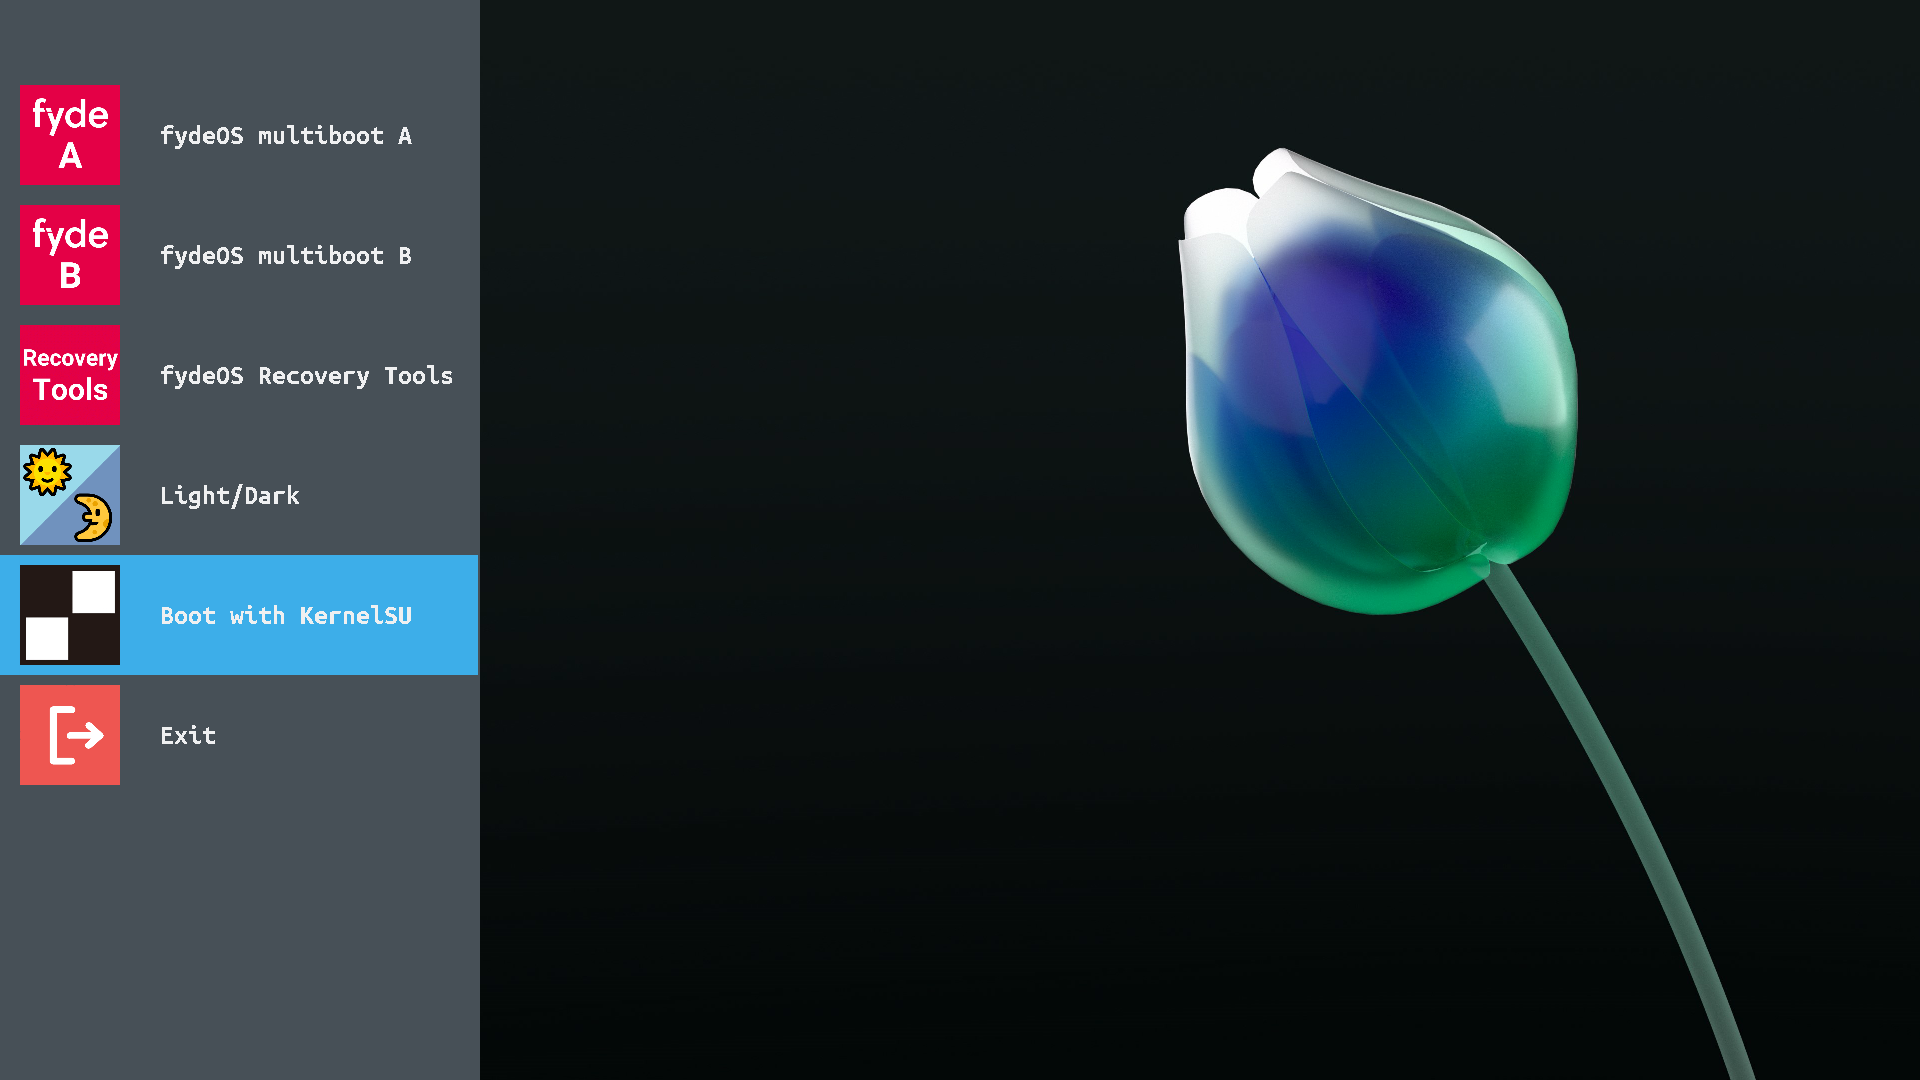 fyde
A
fydeOS multiboot A
fyde
B
fydeOS multiboot B
Recovery
Tools
fydeOS Recovery Tools
Light/Dark
Boot with KernelSU
Exit